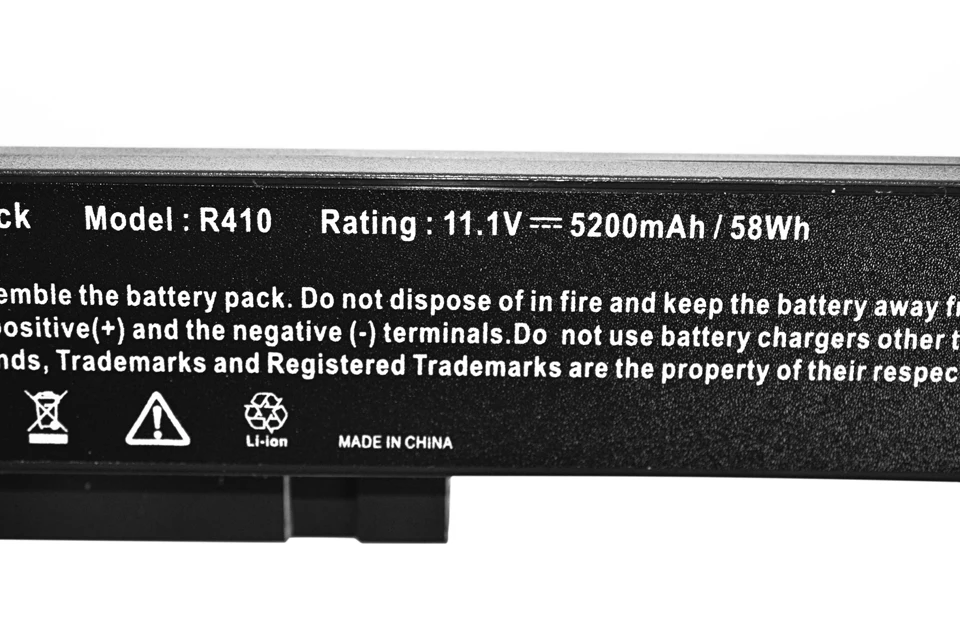 ck Model : R410 Rating : 11.1V ⎓ 5200mAh / 58Wh
emble the battery pack. Do not dispose of in fire and keep the battery away fr
positive(+) and the negative (-) terminals.Do not use battery chargers other t
nds, Trademarks and Registered Trademarks are the property of their respec
Li-ion MADE IN CHINA